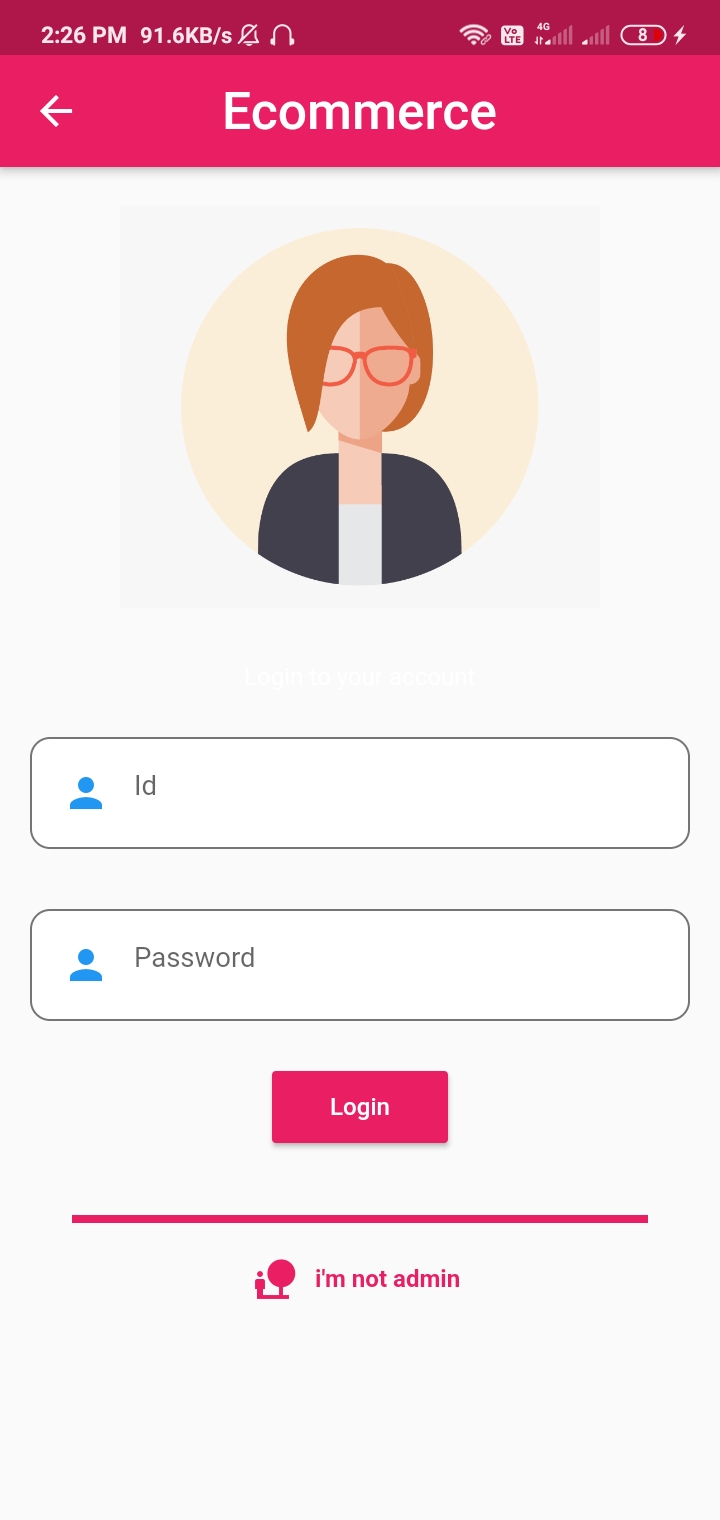 2:26 PM 91.6KB/s Vo LTE 4G 8
Ecommerce
Login to your account
Id
Password
Login
i'm not admin